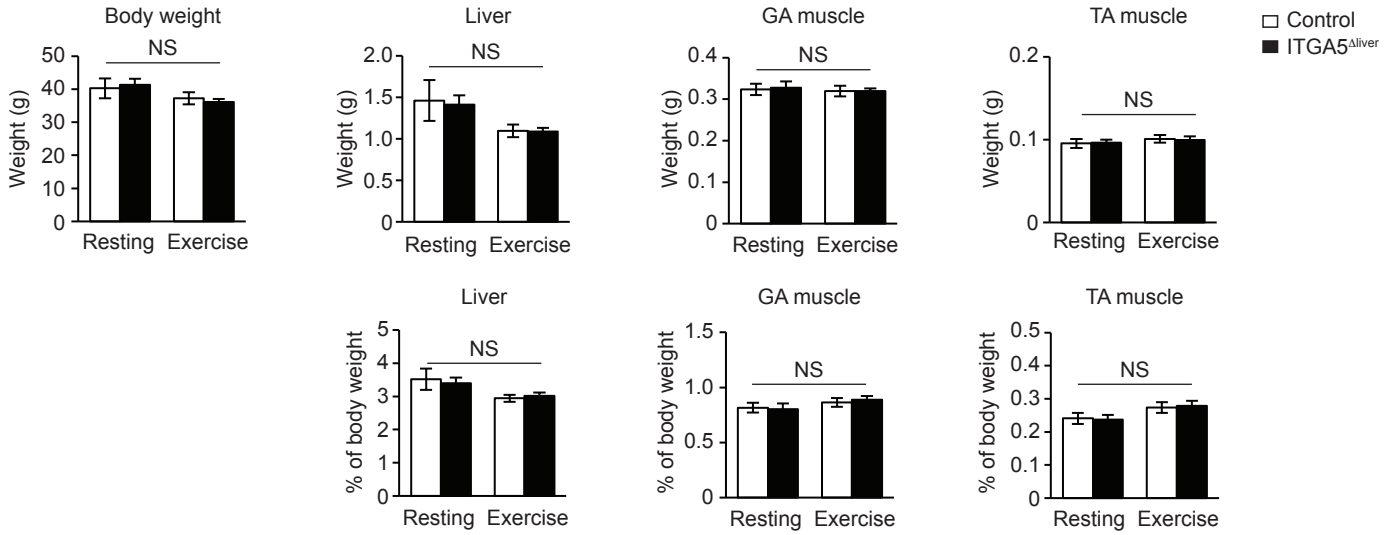 Body weight
Weight (g)
50
40
30
20
10
0
NS
Resting Exercise
Liver
Weight (g)
2.0
1.5
1.0
0.5
0
NS
Resting Exercise
GA muscle
Weight (g)
0.4
0.3
0.2
0.1
0
NS
Resting Exercise
TA muscle
Weight (g)
0.2
0.1
0
NS
Resting Exercise
Control
ITGA5Δliver
Liver
% of body weight
5
4
3
2
1
0
NS
Resting Exercise
GA muscle
% of body weight
1.5
1.0
0.5
0
NS
Resting Exercise
TA muscle
% of body weight
0.5
0.4
0.3
0.2
0.1
0
NS
Resting Exercise